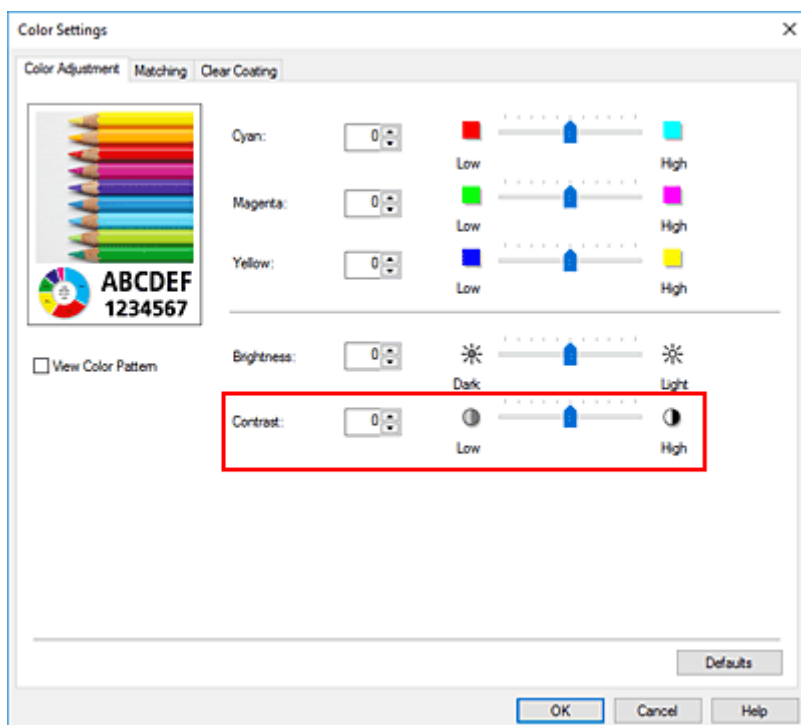 Color Settings
Color Adjustment Matching Clear Coating
Cyan: 0
Low High
Magenta: 0
Low High
Yellow: 0
Low High
ABCDEF
1234567
View Color Pattern
Brightness: 0
Dark Light
Contrast: 0
Low High
Defaults
OK Cancel Help